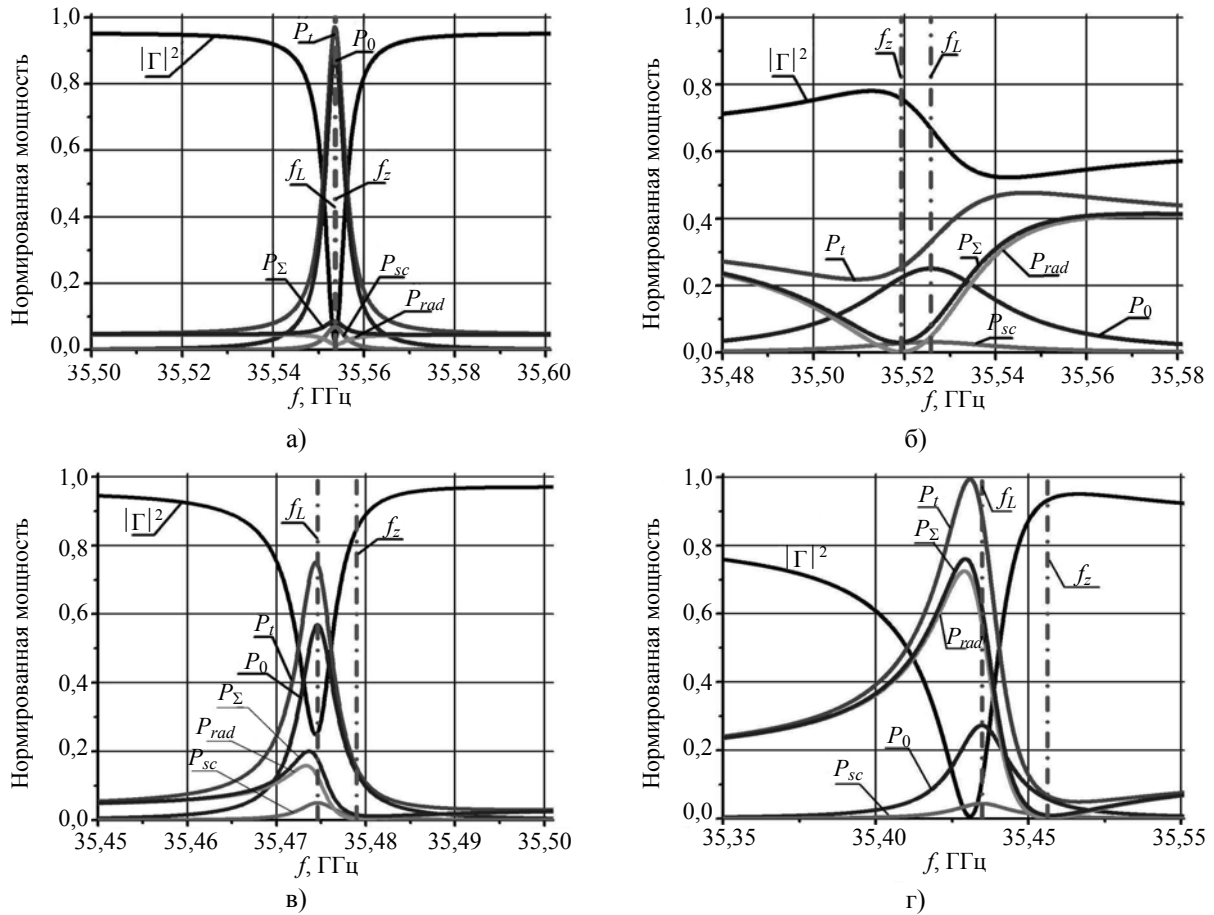 Нормированная мощность
1,0
0,8
0,6
0,4
0,2
0,0
|Γ|²
P_t
P_0
f_L
f_z
P_Σ
P_sc
P_rad
35,50
35,52
35,54
35,56
35,58
35,60
f, ГГц
а)
Нормированная мощность
1,0
0,8
0,6
0,4
0,2
0,0
|Γ|²
f_z
f_L
P_t
P_Σ
P_rad
P_sc
P_0
35,48
35,50
35,52
35,54
35,56
35,58
f, ГГц
б)
Нормированная мощность
1,0
0,8
0,6
0,4
0,2
0,0
|Γ|²
f_L
f_z
P_t
P_0
P_Σ
P_rad
P_sc
35,45
35,46
35,47
35,48
35,49
35,50
f, ГГц
в)
Нормированная мощность
1,0
0,8
0,6
0,4
0,2
0,0
|Γ|²
P_t
P_Σ
f_L
f_z
P_rad
P_0
P_sc
35,35
35,40
35,45
35,55
f, ГГц
г)